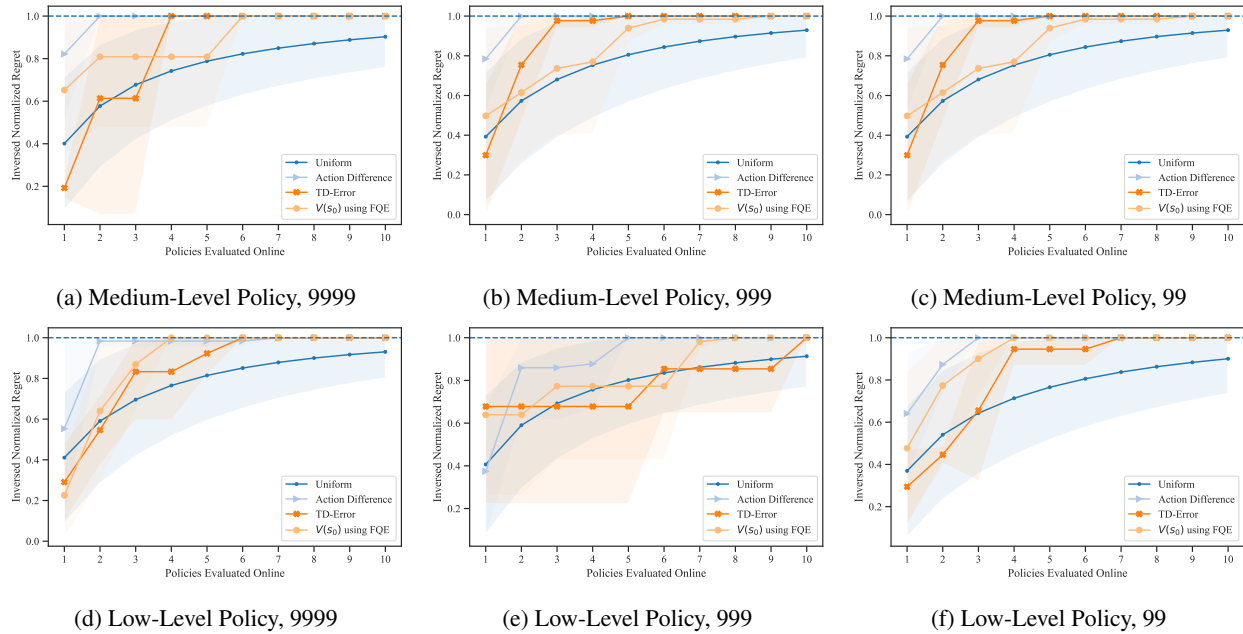 1.0
0.8
0.6
0.4
0.2
Inversed Normalized Regret
Uniform
Action Difference
TD-Error
V(s₀) using FQE
1 2 3 4 5 6 7 8 9 10
Policies Evaluated Online
(a) Medium-Level Policy, 9999
1.0
0.8
0.6
0.4
0.2
0.0
Inversed Normalized Regret
Uniform
Action Difference
TD-Error
V(s₀) using FQE
1 2 3 4 5 6 7 8 9 10
Policies Evaluated Online
(b) Medium-Level Policy, 999
1.0
0.8
0.6
0.4
0.2
0.0
Inversed Normalized Regret
Uniform
Action Difference
TD-Error
V(s₀) using FQE
1 2 3 4 5 6 7 8 9 10
Policies Evaluated Online
(c) Medium-Level Policy, 99
1.0
0.8
0.6
0.4
0.2
0.0
Inversed Normalized Regret
Uniform
Action Difference
TD-Error
V(s₀) using FQE
1 2 3 4 5 6 7 8 9 10
Policies Evaluated Online
(d) Low-Level Policy, 9999
1.0
0.8
0.6
0.4
0.2
Inversed Normalized Regret
Uniform
Action Difference
TD-Error
V(s₀) using FQE
1 2 3 4 5 6 7 8 9 10
Policies Evaluated Online
(e) Low-Level Policy, 999
1.0
0.8
0.6
0.4
0.2
Inversed Normalized Regret
Uniform
Action Difference
TD-Error
V(s₀) using FQE
1 2 3 4 5 6 7 8 9 10
Policies Evaluated Online
(f) Low-Level Policy, 99